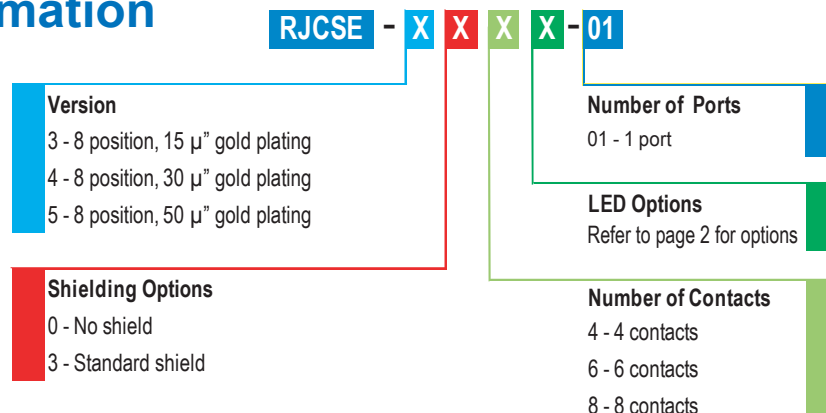 mation
RJCSE - X X X X - 01
Version
3 - 8 position, 15 µ” gold plating
4 - 8 position, 30 µ” gold plating
5 - 8 position, 50 µ” gold plating
Shielding Options
0 - No shield
3 - Standard shield
Number of Ports
01 - 1 port
LED Options
Refer to page 2 for options
Number of Contacts
4 - 4 contacts
6 - 6 contacts
8 - 8 contacts